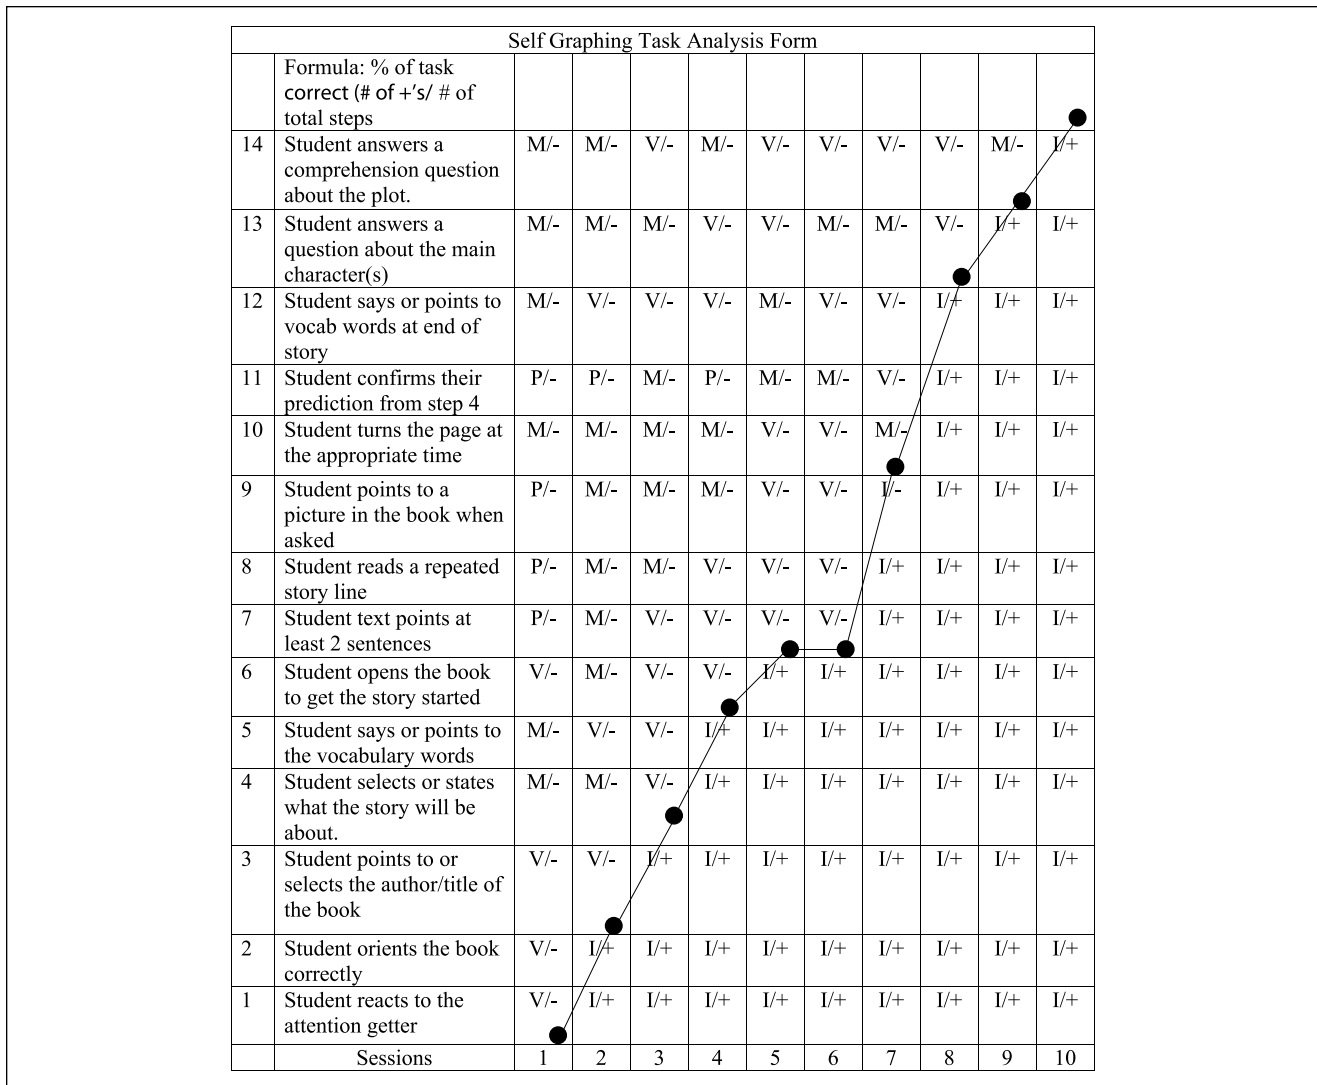 Self Graphing Task Analysis Form
Formula: % of task
correct (# of +'s/ # of
total steps
14 Student answers a M/- M/- V/- M/- V/- V/- V/- V/- M/- I/+
comprehension question
about the plot.
13 Student answers a M/- M/- M/- V/- V/- M/- M/- V/- I/+ I/+
question about the main
character(s)
12 Student says or points to M/- V/- V/- V/- M/- V/- V/- I/+ I/+ I/+
vocab words at end of
story
11 Student confirms their P/- P/- M/- P/- M/- M/- V/- I/+ I/+ I/+
prediction from step 4
10 Student turns the page at M/- M/- M/- M/- V/- V/- M/- I/+ I/+ I/+
the appropriate time
9 Student points to a P/- M/- M/- M/- V/- V/- I/- I/+ I/+ I/+
picture in the book when
asked
8 Student reads a repeated P/- M/- M/- V/- V/- V/- I/+ I/+ I/+ I/+
story line
7 Student text points at P/- M/- V/- V/- V/- V/- I/+ I/+ I/+ I/+
least 2 sentences
6 Student opens the book V/- M/- V/- V/- I/+ I/+ I/+ I/+ I/+ I/+
to get the story started
5 Student says or points to M/- V/- V/- I/+ I/+ I/+ I/+ I/+ I/+ I/+
the vocabulary words
4 Student selects or states M/- M/- V/- I/+ I/+ I/+ I/+ I/+ I/+ I/+
what the story will be
about.
3 Student points to or V/- V/- I/+ I/+ I/+ I/+ I/+ I/+ I/+ I/+
selects the author/title of
the book
2 Student orients the book V/- I/+ I/+ I/+ I/+ I/+ I/+ I/+ I/+ I/+
correctly
1 Student reacts to the V/- I/+ I/+ I/+ I/+ I/+ I/+ I/+ I/+ I/+
attention getter
Sessions 1 2 3 4 5 6 7 8 9 10